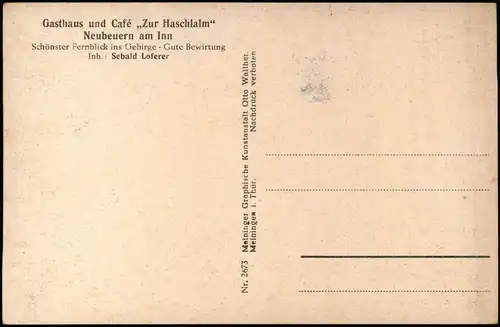 Gasthaus und Café „Zur Haschlalm“
Neubeuern am Inn
Schönster Fernblick ins Gebirge - Gute Bewirtung
Inh.: Sebald Loferer
Nr. 2673 Meininger Graphische Kunstanstalt Otto Walther.
Meiningen i. Thür. Nachdruck verboten